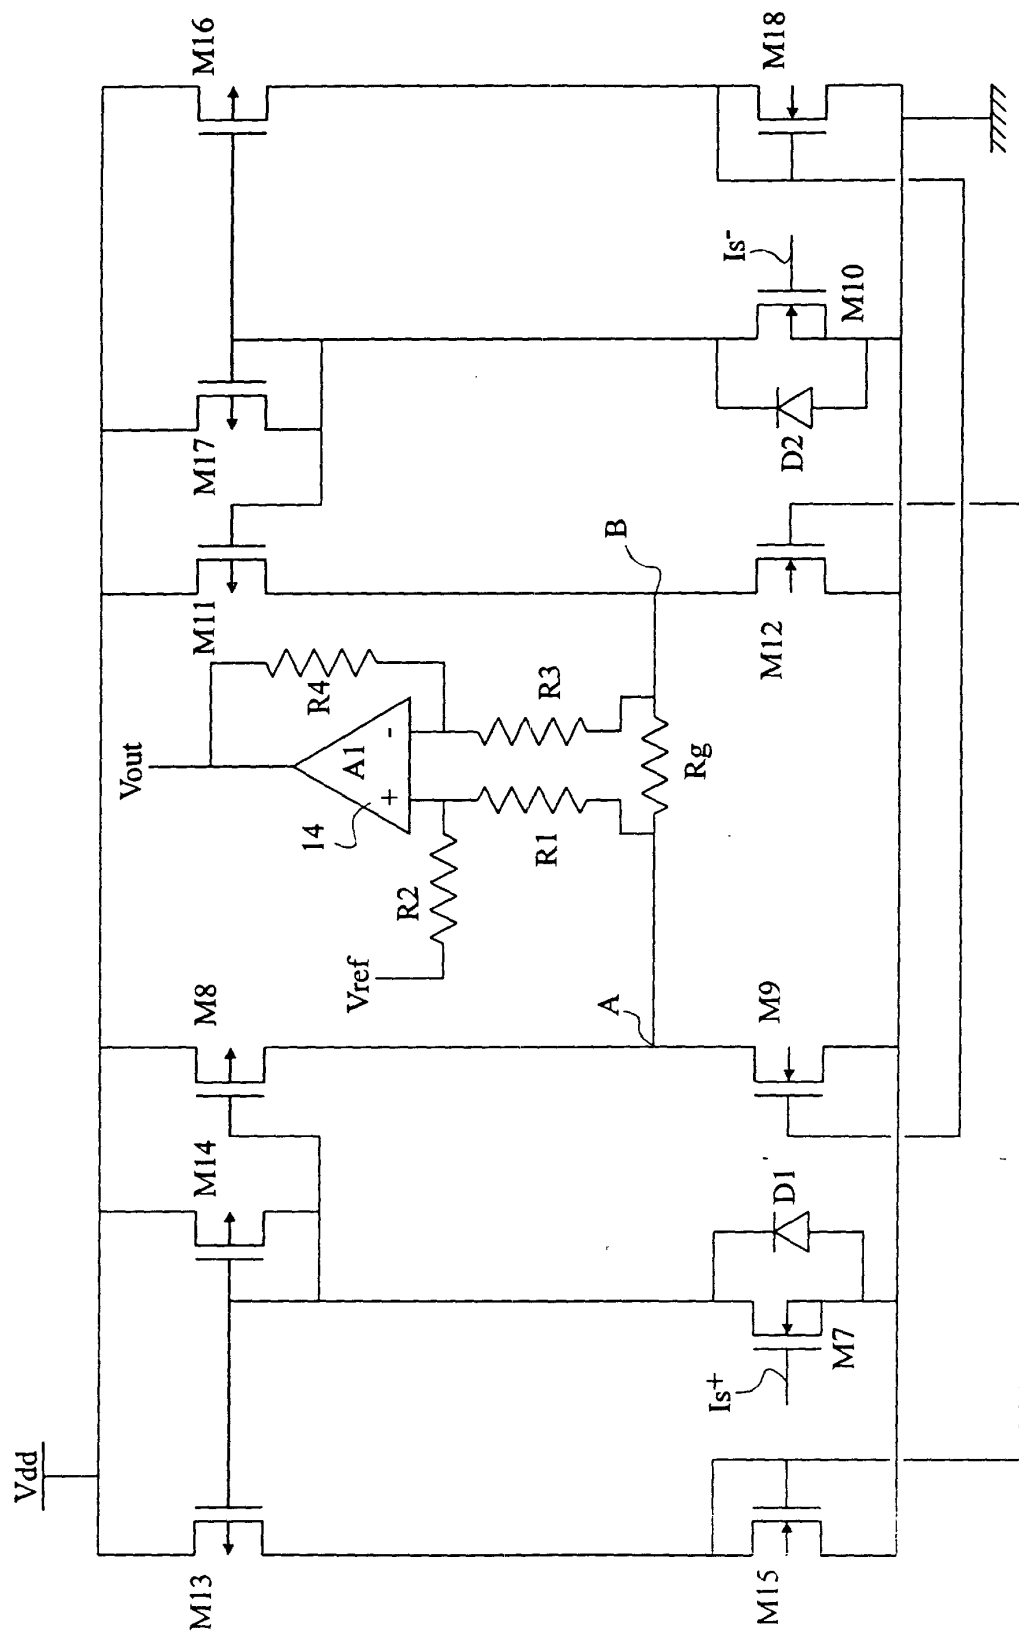 M16
M18
Is-
M10
M17
D2
B
M11
M12
R4
R3
Vout
A1
-
+
14
Rg
R1
R2
Vref
A
M8
M9
M14
D1
Is+
M7
Vdd
M13
M15